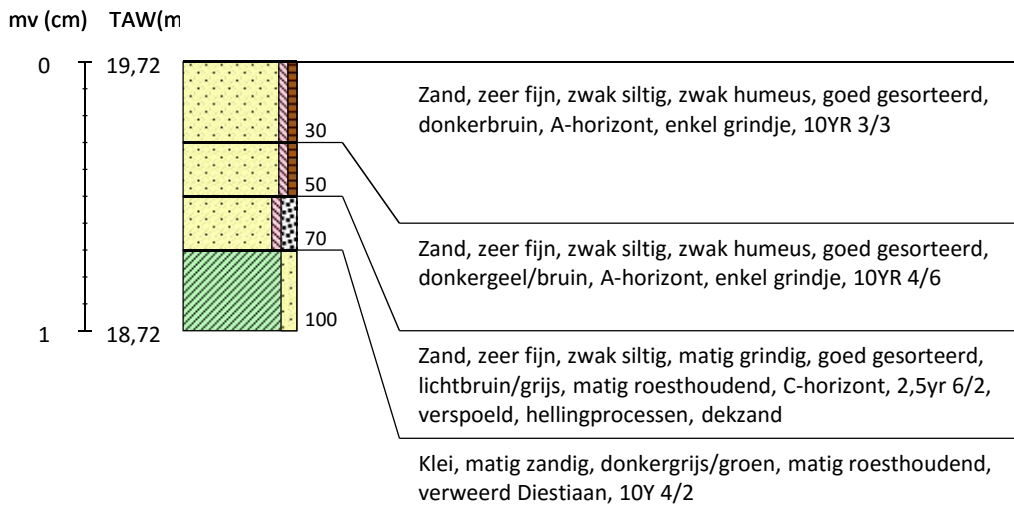 mv (cm) TAW(m
0 19,72
Zand, zeer fijn, zwak siltig, zwak humeus, goed gesorteerd,
donkerbruin, A-horizont, enkel grindje, 10YR 3/3
30
50
Zand, zeer fijn, zwak siltig, zwak humeus, goed gesorteerd,
donkergeel/bruin, A-horizont, enkel grindje, 10YR 4/6
70
100
1 18,72
Zand, zeer fijn, zwak siltig, matig grindig, goed gesorteerd,
lichtbruin/grijs, matig roesthoudend, C-horizont, 2,5yr 6/2,
verspoeld, hellingprocessen, dekzand
Klei, matig zandig, donkergrijs/groen, matig roesthoudend,
verweerd Diestiaan, 10Y 4/2